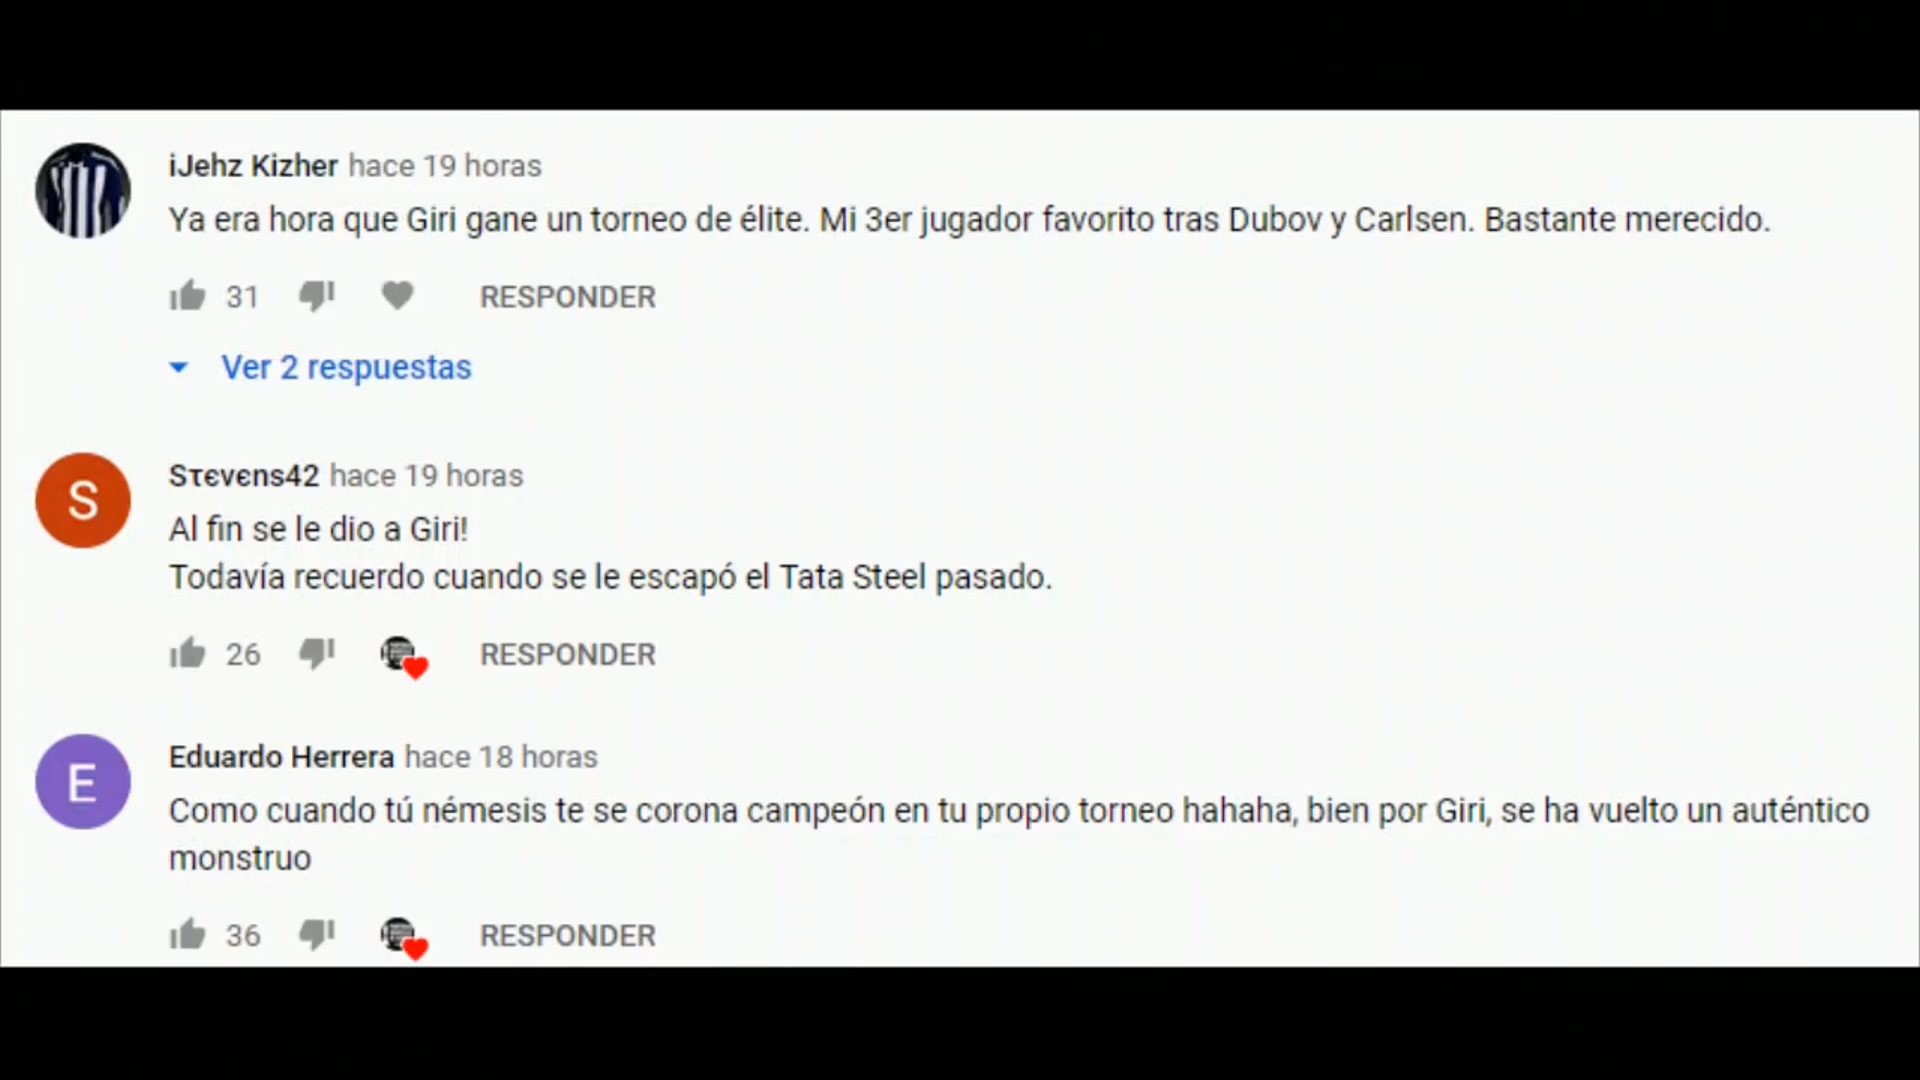 iJehz Kizher hace 19 horas
Ya era hora que Giri gane un torneo de élite. Mi 3er jugador favorito tras Dubov y Carlsen. Bastante merecido.
31 RESPONDER
Ver 2 respuestas
S
Sτєvєns42 hace 19 horas
Al fin se le dio a Giri!
Todavía recuerdo cuando se le escapó el Tata Steel pasado.
26 RESPONDER
E
Eduardo Herrera hace 18 horas
Como cuando tú némesis te se corona campeón en tu propio torneo hahaha, bien por Giri, se ha vuelto un auténtico
monstruo
36 RESPONDER